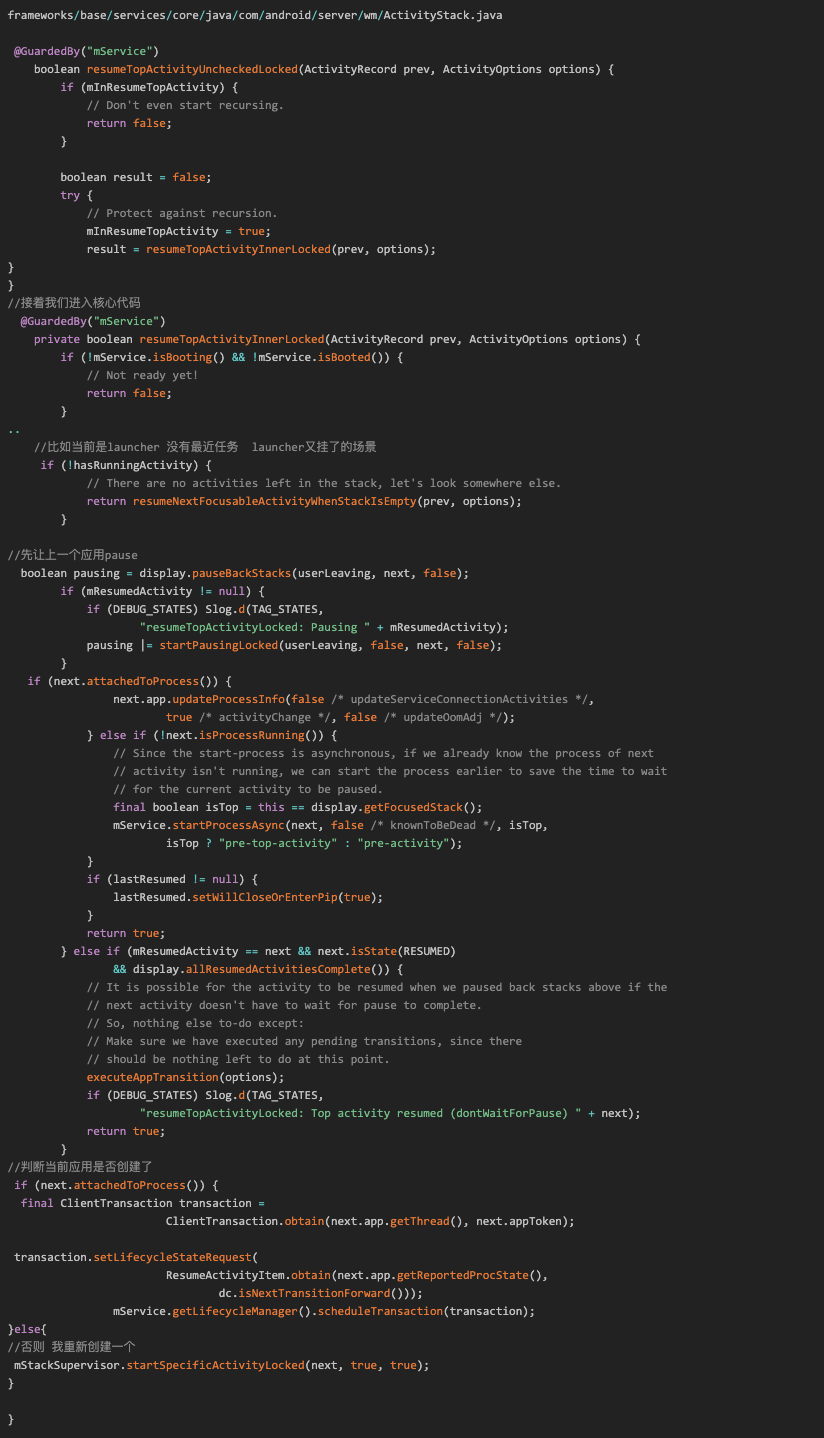 frameworks/base/services/core/java/com/android/server/wm/ActivityStack.java

 @GuardedBy("mService")
    boolean resumeTopActivityUncheckedLocked(ActivityRecord prev, ActivityOptions options) {
        if (mInResumeTopActivity) {
            // Don't even start recursing.
            return false;
        }

        boolean result = false;
        try {
            // Protect against recursion.
            mInResumeTopActivity = true;
            result = resumeTopActivityInnerLocked(prev, options);
}
}
//接着我们进入核心代码
  @GuardedBy("mService")
    private boolean resumeTopActivityInnerLocked(ActivityRecord prev, ActivityOptions options) {
        if (!mService.isBooting() && !mService.isBooted()) {
            // Not ready yet!
            return false;
        }
..
    //比如当前是launcher 没有最近任务  launcher又挂了的场景
     if (!hasRunningActivity) {
            // There are no activities left in the stack, let's look somewhere else.
            return resumeNextFocusableActivityWhenStackIsEmpty(prev, options);
        }

//先让上一个应用pause
  boolean pausing = display.pauseBackStacks(userLeaving, next, false);
        if (mResumedActivity != null) {
            if (DEBUG_STATES) Slog.d(TAG_STATES,
                    "resumeTopActivityLocked: Pausing " + mResumedActivity);
            pausing |= startPausingLocked(userLeaving, false, next, false);
        }
   if (next.attachedToProcess()) {
                next.app.updateProcessInfo(false /* updateServiceConnectionActivities */,
                        true /* activityChange */, false /* updateOomAdj */);
            } else if (!next.isProcessRunning()) {
                // Since the start-process is asynchronous, if we already know the process of next
                // activity isn't running, we can start the process earlier to save the time to wait
                // for the current activity to be paused.
                final boolean isTop = this == display.getFocusedStack();
                mService.startProcessAsync(next, false /* knownToBeDead */, isTop,
                        isTop ? "pre-top-activity" : "pre-activity");
            }
            if (lastResumed != null) {
                lastResumed.setWillCloseOrEnterPip(true);
            }
            return true;
        } else if (mResumedActivity == next && next.isState(RESUMED)
                && display.allResumedActivitiesComplete()) {
            // It is possible for the activity to be resumed when we paused back stacks above if the
            // next activity doesn't have to wait for pause to complete.
            // So, nothing else to-do except:
            // Make sure we have executed any pending transitions, since there
            // should be nothing left to do at this point.
            executeAppTransition(options);
            if (DEBUG_STATES) Slog.d(TAG_STATES,
                    "resumeTopActivityLocked: Top activity resumed (dontWaitForPause) " + next);
            return true;
        }
//判断当前应用是否创建了
 if (next.attachedToProcess()) {
  final ClientTransaction transaction =
                        ClientTransaction.obtain(next.app.getThread(), next.appToken);

 transaction.setLifecycleStateRequest(
                        ResumeActivityItem.obtain(next.app.getReportedProcState(),
                                dc.isNextTransitionForward()));
                mService.getLifecycleManager().scheduleTransaction(transaction);
}else{
//否则 我重新创建一个
 mStackSupervisor.startSpecificActivityLocked(next, true, true);
}

}